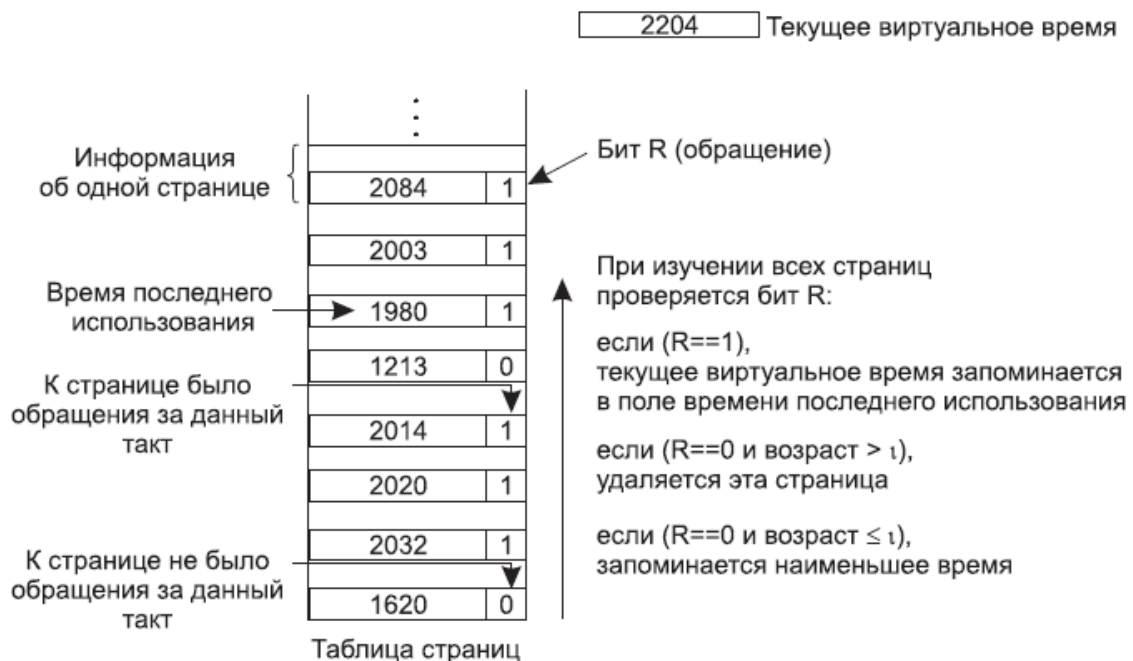 2204 Текущее виртуальное время
Информация
об одной странице
Бит R (обращение)
2084 1
2003 1
Время последнего
использования
1980 1
1213 0
К странице было
обращения за данный
такт
2014 1
2020 1
2032 1
К странице не было
обращения за данный
такт
1620 0
Таблица страниц
При изучении всех страниц
проверяется бит R:
если (R==1),
текущее виртуальное время запоминается
в поле времени последнего использования
если (R==0 и возраст > ι),
удаляется эта страница
если (R==0 и возраст ≤ ι),
запоминается наименьшее время